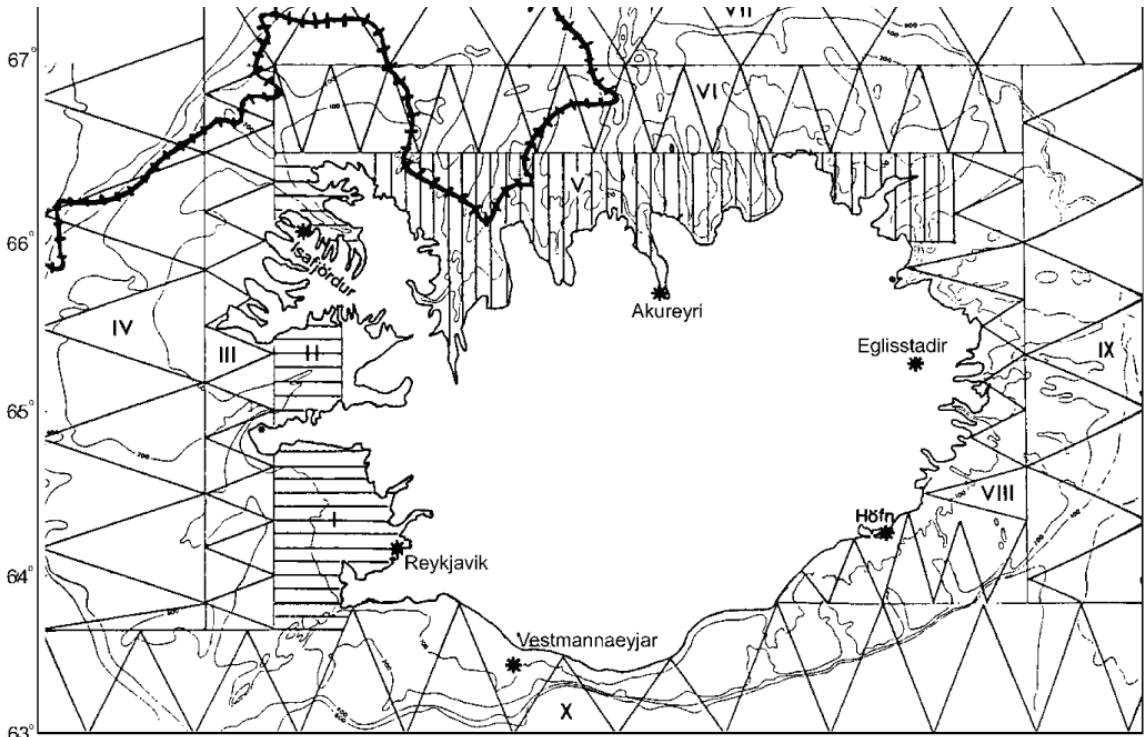 VII
67°
VI
V
66°
Isafjördur
Akureyri
IV
III
II
Eglisstadir
IX
65°
VIII
I
Höfn
Reykjavik
64°
Vestmannaeyjar
X
63°